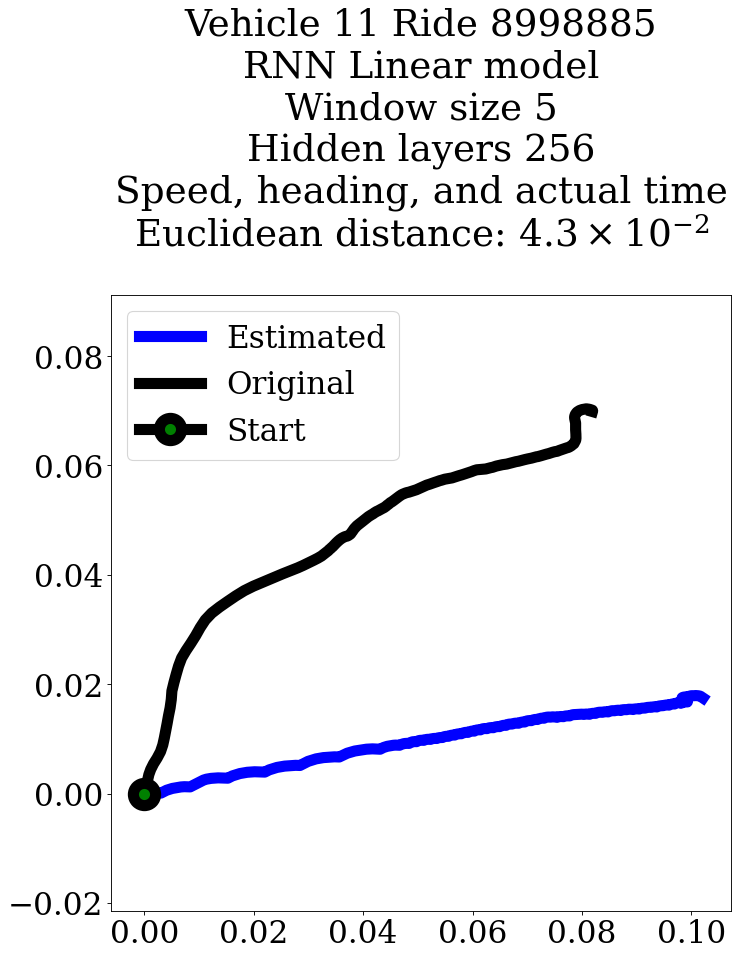 Vehicle 11 Ride 8998885
RNN Linear model
Window size 5
Hidden layers 256
Speed, heading, and actual time
Euclidean distance: 4.3 × 10⁻²
Estimated
Original
Start
0.08
0.06
0.04
0.02
0.00
−0.02
0.00 0.02 0.04 0.06 0.08 0.10